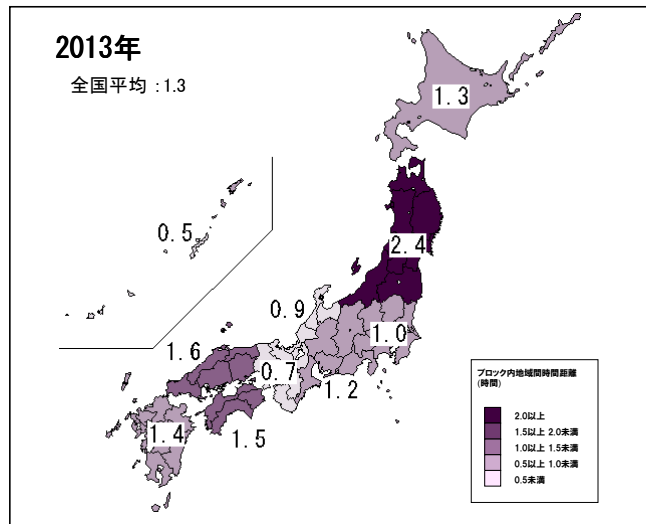 2013年
全国平均 :1.3
1.3
0.5
2.4
0.9
1.0
1.6
0.7
1.2
1.4
1.5
ブロック内地域間時間距離
(時間)
2.0以上
1.5以上 2.0未満
1.0以上 1.5未満
0.5以上 1.0未満
0.5未満